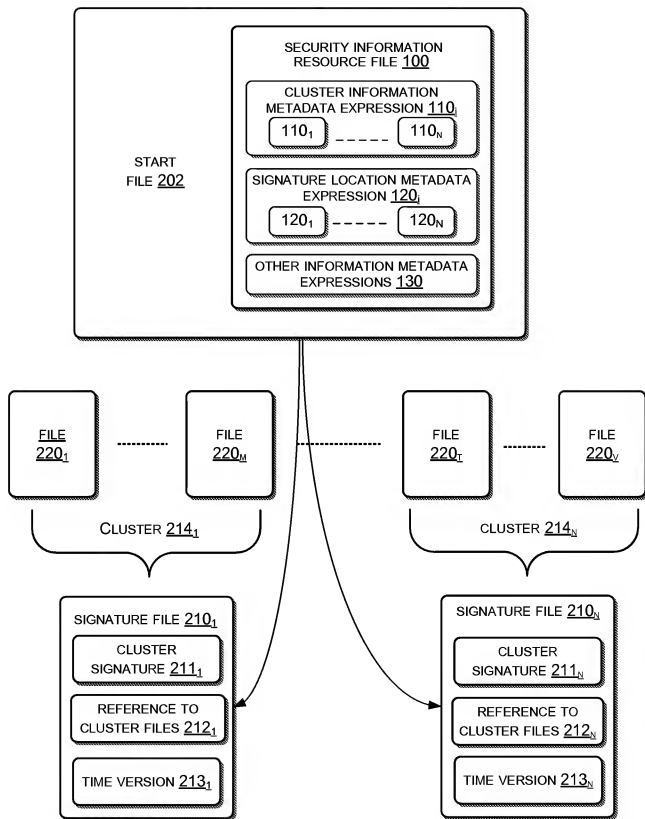 SECURITY INFORMATION
RESOURCE FILE 100
CLUSTER INFORMATION
METADATA EXPRESSION 110i
110₁ 110N
START
FILE 202
SIGNATURE LOCATION METADATA
EXPRESSION 120i
120₁ 120N
OTHER INFORMATION METADATA
EXPRESSIONS 130
FILE
220₁
FILE
220M
FILE
220T
FILE
220V
CLUSTER 214₁
CLUSTER 214N
SIGNATURE FILE 210₁
CLUSTER
SIGNATURE 211₁
REFERENCE TO
CLUSTER FILES 212₁
TIME VERSION 213₁
SIGNATURE FILE 210N
CLUSTER
SIGNATURE 211N
REFERENCE TO
CLUSTER FILES 212N
TIME VERSION 213N